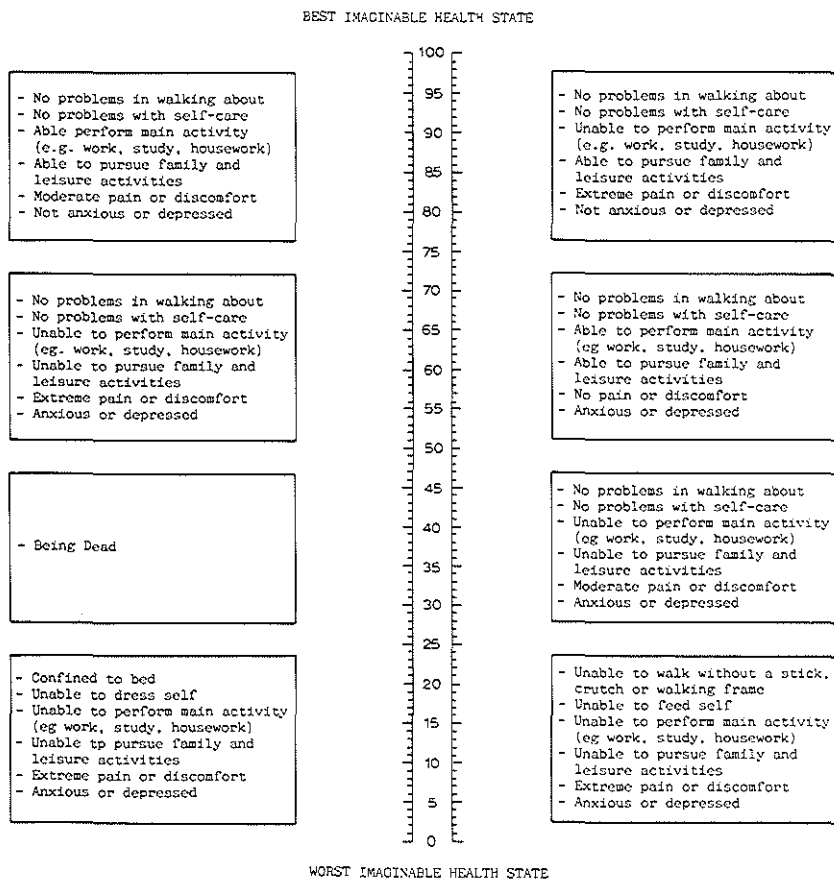 BEST IMAGINABLE HEALTH STATE
- No problems in walking about
- No problems with self-care
- Able perform main activity
(e.g. work, study, housework)
- Able to pursue family and
leisure activities
- Moderate pain or discomfort
- Not anxious or depressed
- No problems in walking about
- No problems with self-care
- Unable to perform main activity
(eg. work, study, housework)
- Unable to pursue family and
leisure activities
- Extreme pain or discomfort
- Anxious or depressed
- Being Dead
- Confined to bed
- Unable to dress self
- Unable to perform main activity
(eg work, study, housework)
- Unable tp pursue family and
leisure activities
- Extreme pain or discomfort
- Anxious or depressed
100
95
90
85
80
75
70
65
60
55
50
45
40
35
30
25
20
15
10
5
0
- No problems in walking about
- No problems with self-care
- Unable to perform main activity
(e.g. work, study, housework)
- Able to pursue family and
leisure activities
- Extreme pain or discomfort
- Not anxious or depressed
- No problems in walking about
- No problems with self-care
- Able to perform main activity
(eg work, study, housework)
- Able to pursue family and
leisure activities
- No pain or discomfort
- Anxious or depressed
- No problems in walking about
- No problems with self-care
- Unable to perform main activity
(eg work, study, housework)
- Unable to pursue family and
leisure activities
- Moderate pain or discomfort
- Anxious or depressed
- Unable to walk without a stick,
crutch or walking frame
- Unable to feed self
- Unable to perform main activity
(eg work, study, housework)
- Unable to pursue family and
leisure activities
- Extreme pain or discomfort
- Anxious or depressed
WORST IMAGINABLE HEALTH STATE